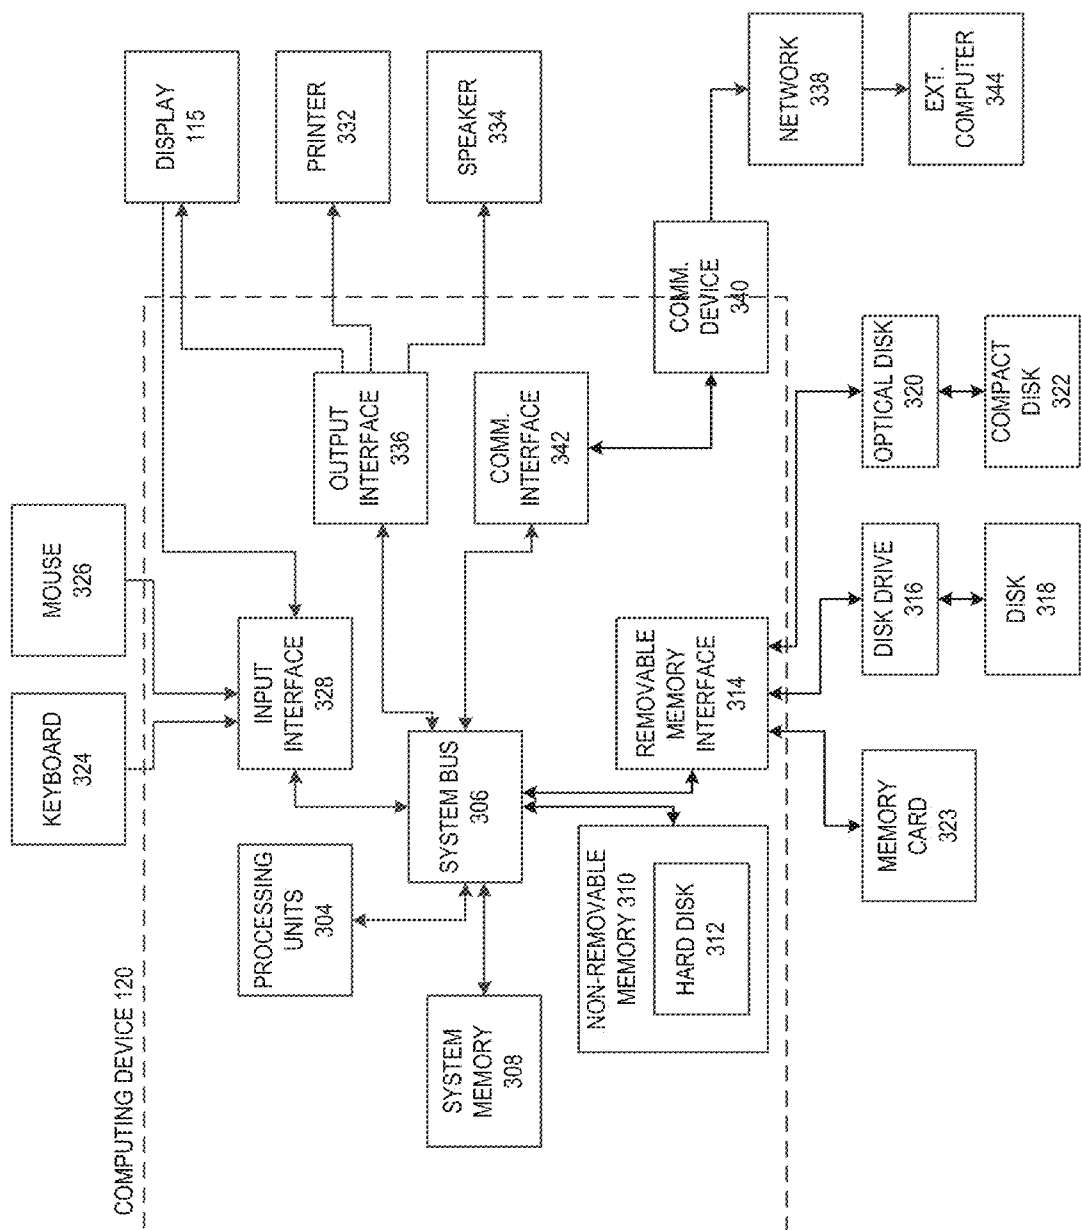 COMPUTING DEVICE 120
KEYBOARD
324
MOUSE
326
DISPLAY
115
PRINTER
332
SPEAKER
334
PROCESSING
UNITS
304
INPUT
INTERFACE
328
OUTPUT
INTERFACE
336
SYSTEM
MEMORY
308
SYSTEM BUS
306
COMM.
INTERFACE
342
NON-REMOVABLE
MEMORY 310
HARD DISK
312
REMOVABLE
MEMORY
INTERFACE
314
COMM.
DEVICE
340
NETWORK
338
EXT.
COMPUTER
344
MEMORY
CARD
323
DISK DRIVE
316
DISK
318
OPTICAL DISK
320
COMPACT
DISK
322